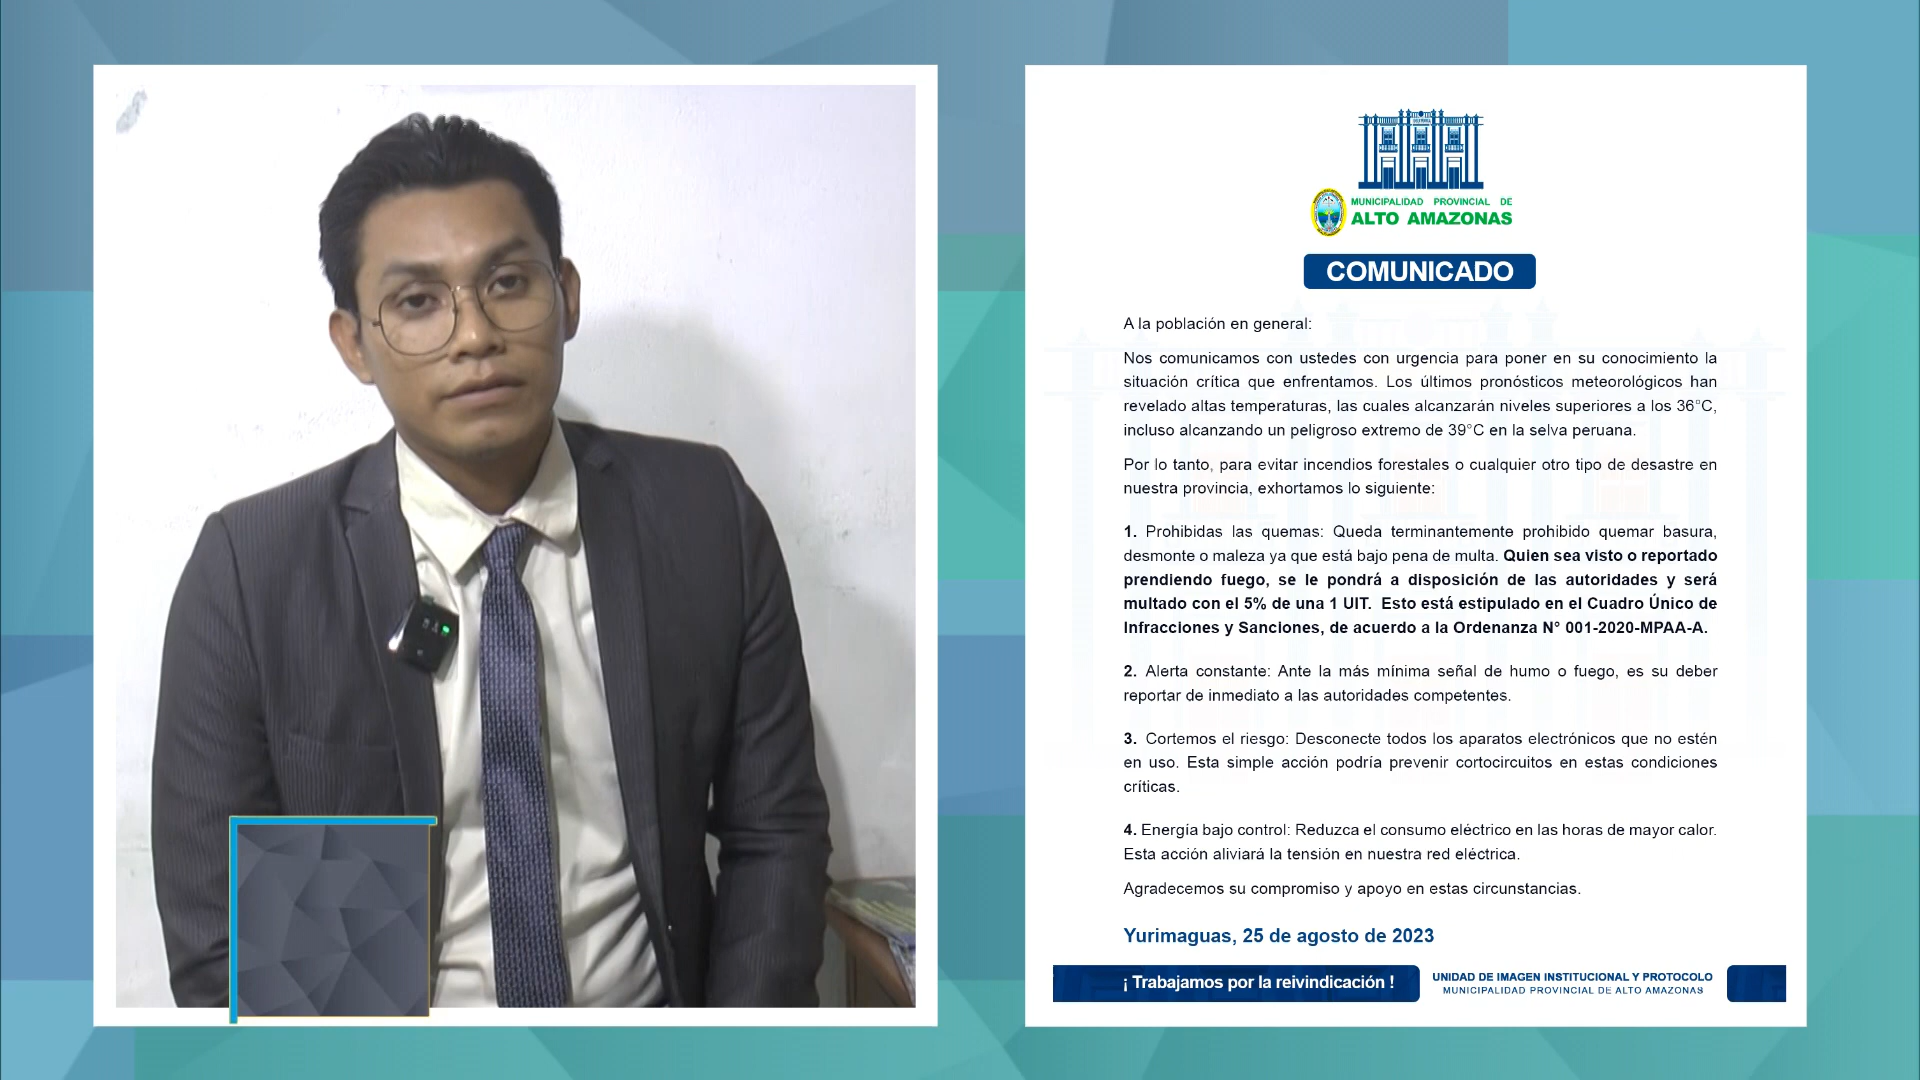 MUNICIPALIDAD PROVINCIAL DE
ALTO AMAZONAS
COMUNICADO
A la población en general:
Nos comunicamos con ustedes con urgencia para poner en su conocimiento la
situación crítica que enfrentamos. Los últimos pronósticos meteorológicos han
revelado altas temperaturas, las cuales alcanzarán niveles superiores a los 36°C,
incluso alcanzando un peligroso extremo de 39°C en la selva peruana.
Por lo tanto, para evitar incendios forestales o cualquier otro tipo de desastre en
nuestra provincia, exhortamos lo siguiente:
1. Prohibidas las quemas: Queda terminantemente prohibido quemar basura,
desmonte o maleza ya que está bajo pena de multa. Quien sea visto o reportado
prendiendo fuego, se le pondrá a disposición de las autoridades y será
multado con el 5% de una 1 UIT. Esto está estipulado en el Cuadro Único de
Infracciones y Sanciones, de acuerdo a la Ordenanza N° 001-2020-MPAA-A.
2. Alerta constante: Ante la más mínima señal de humo o fuego, es su deber
reportar de inmediato a las autoridades competentes.
3. Cortemos el riesgo: Desconecte todos los aparatos electrónicos que no estén
en uso. Esta simple acción podría prevenir cortocircuitos en estas condiciones
críticas.
4. Energía bajo control: Reduzca el consumo eléctrico en las horas de mayor calor.
Esta acción aliviará la tensión en nuestra red eléctrica.
Agradecemos su compromiso y apoyo en estas circunstancias.
Yurimaguas, 25 de agosto de 2023
¡ Trabajamos por la reivindicación !
UNIDAD DE IMAGEN INSTITUCIONAL Y PROTOCOLO
MUNICIPALIDAD PROVINCIAL DE ALTO AMAZONAS